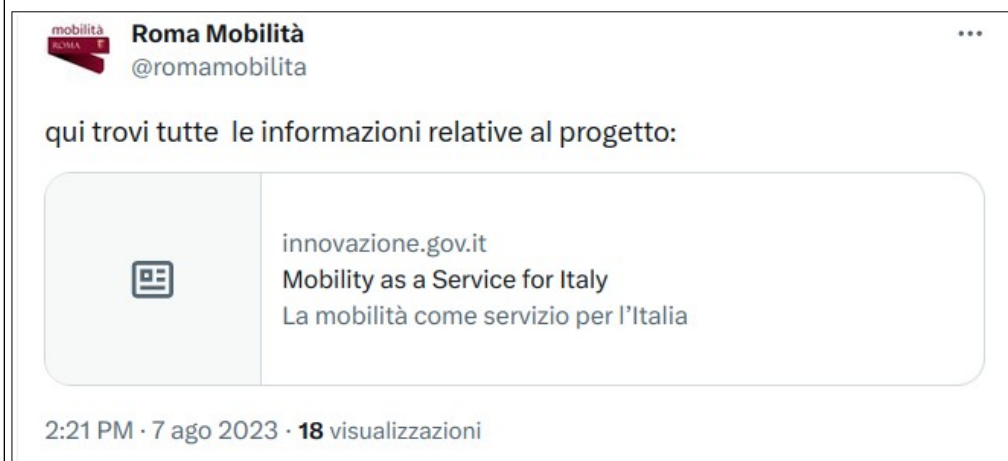 mobilità
ROMA
Roma Mobilità
@romamobilita
qui trovi tutte  le informazioni relative al progetto:
innovazione.gov.it
Mobility as a Service for Italy
La mobilità come servizio per l’Italia
2:21 PM · 7 ago 2023 · 18 visualizzazioni